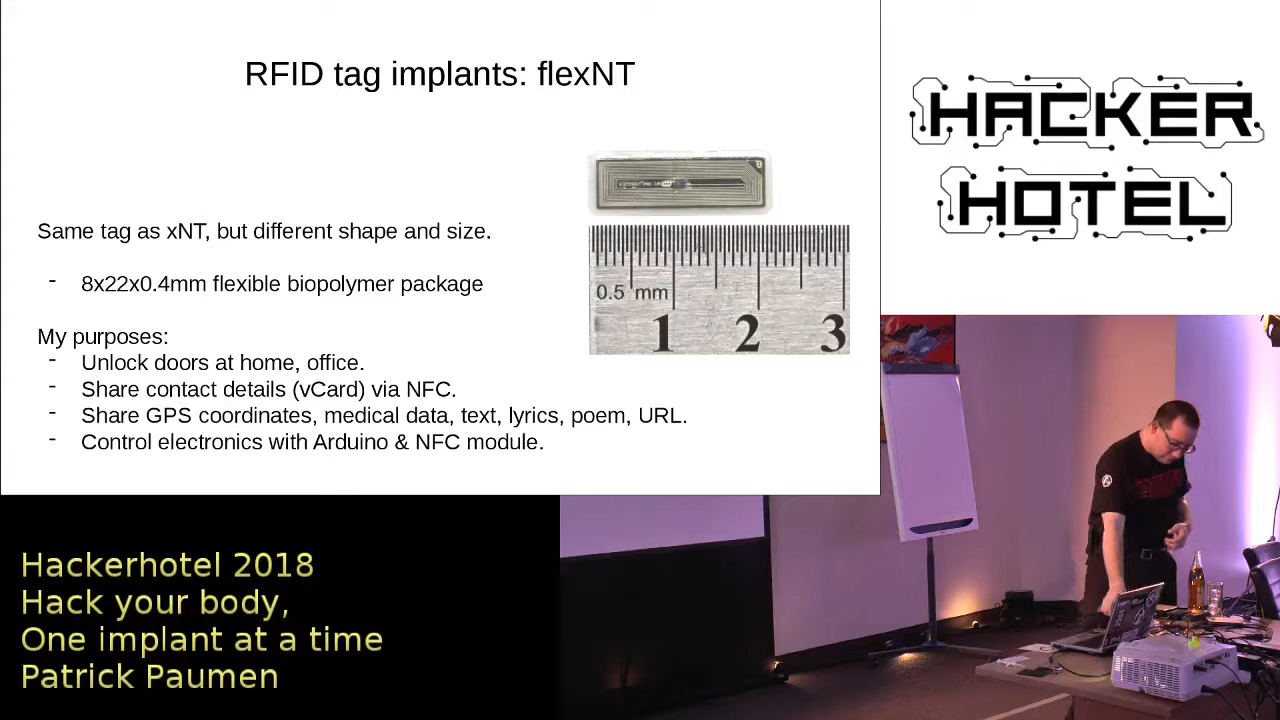 RFID tag implants: flexNT
Same tag as xNT, but different shape and size.
- 8x22x0.4mm flexible biopolymer package
My purposes:
- Unlock doors at home, office.
- Share contact details (vCard) via NFC.
- Share GPS coordinates, medical data, text, lyrics, poem, URL.
- Control electronics with Arduino & NFC module.
0.5 mm
1 2 3
HACKER
HOTEL
Hackerhotel 2018
Hack your body,
One implant at a time
Patrick Paumen